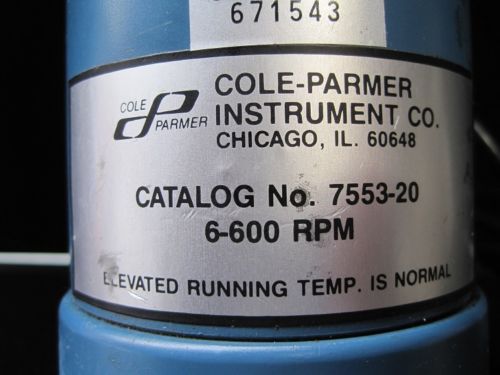 671543
COLE PARMER
COLE-PARMER
INSTRUMENT CO.
CHICAGO, IL. 60648
CATALOG No. 7553-20
6-600 RPM
ELEVATED RUNNING TEMP. IS NORMAL